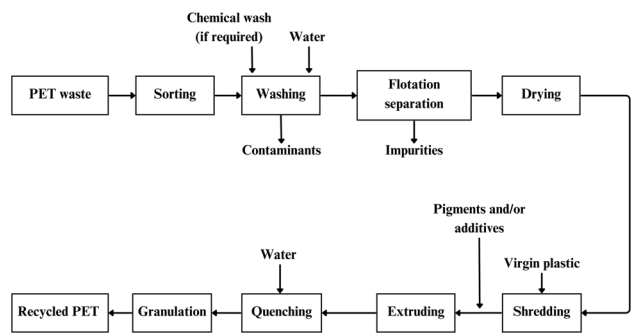 Chemical wash
(if required)
Water
PET waste
Sorting
Washing
Flotation
separation
Drying
Contaminants
Impurities
Pigments and/or
additives
Water
Virgin plastic
Recycled PET
Granulation
Quenching
Extruding
Shredding